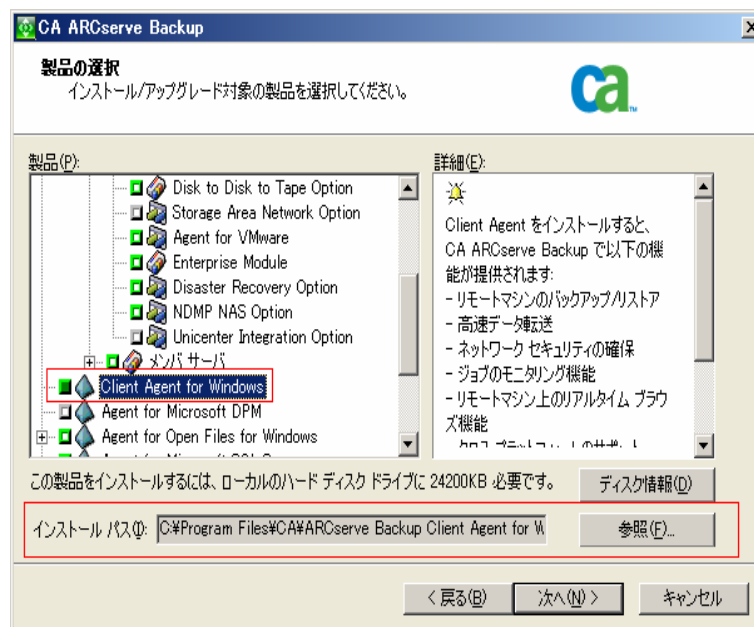 CA ARCserve Backup
製品の選択
インストール/アップグレード対象の製品を選択してください。
ca
製品(P):
Disk to Disk to Tape Option
Storage Area Network Option
Agent for VMware
Enterprise Module
Disaster Recovery Option
NDMP NAS Option
Unicenter Integration Option
メンバ サーバ
Client Agent for Windows
Agent for Microsoft DPM
Agent for Open Files for Windows
詳細(E):
Client Agent をインストールすると、
CA ARCserve Backup で以下の機
能が提供されます:
- リモートマシンのバックアップ/リストア
- 高速データ転送
- ネットワーク セキュリティの確保
- ジョブのモニタリング機能
- リモートマシン上のリアルタイム ブラウ
ズ機能
この製品をインストールするには、ローカルのハード ディスク ドライブに 24200KB 必要です。
ディスク情報(D)
インストール パス(I):
C:¥Program Files¥CA¥ARCserve Backup Client Agent for W
参照(F)...
< 戻る(B)
次へ(N) >
キャンセル